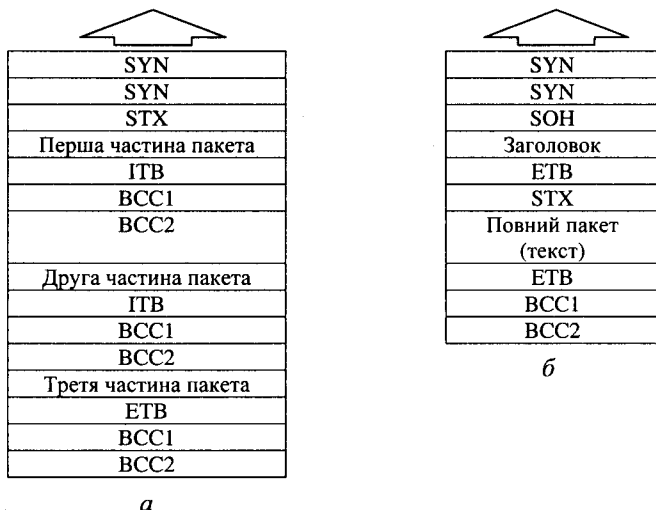 SYN
SYN
STX
Перша частина пакета
ITB
BCC1
BCC2
Друга частина пакета
ITB
BCC1
BCC2
Третя частина пакета
ETB
BCC1
BCC2
а
SYN
SYN
SOH
Заголовок
ETB
STX
Повний пакет
(текст)
ETB
BCC1
BCC2
б